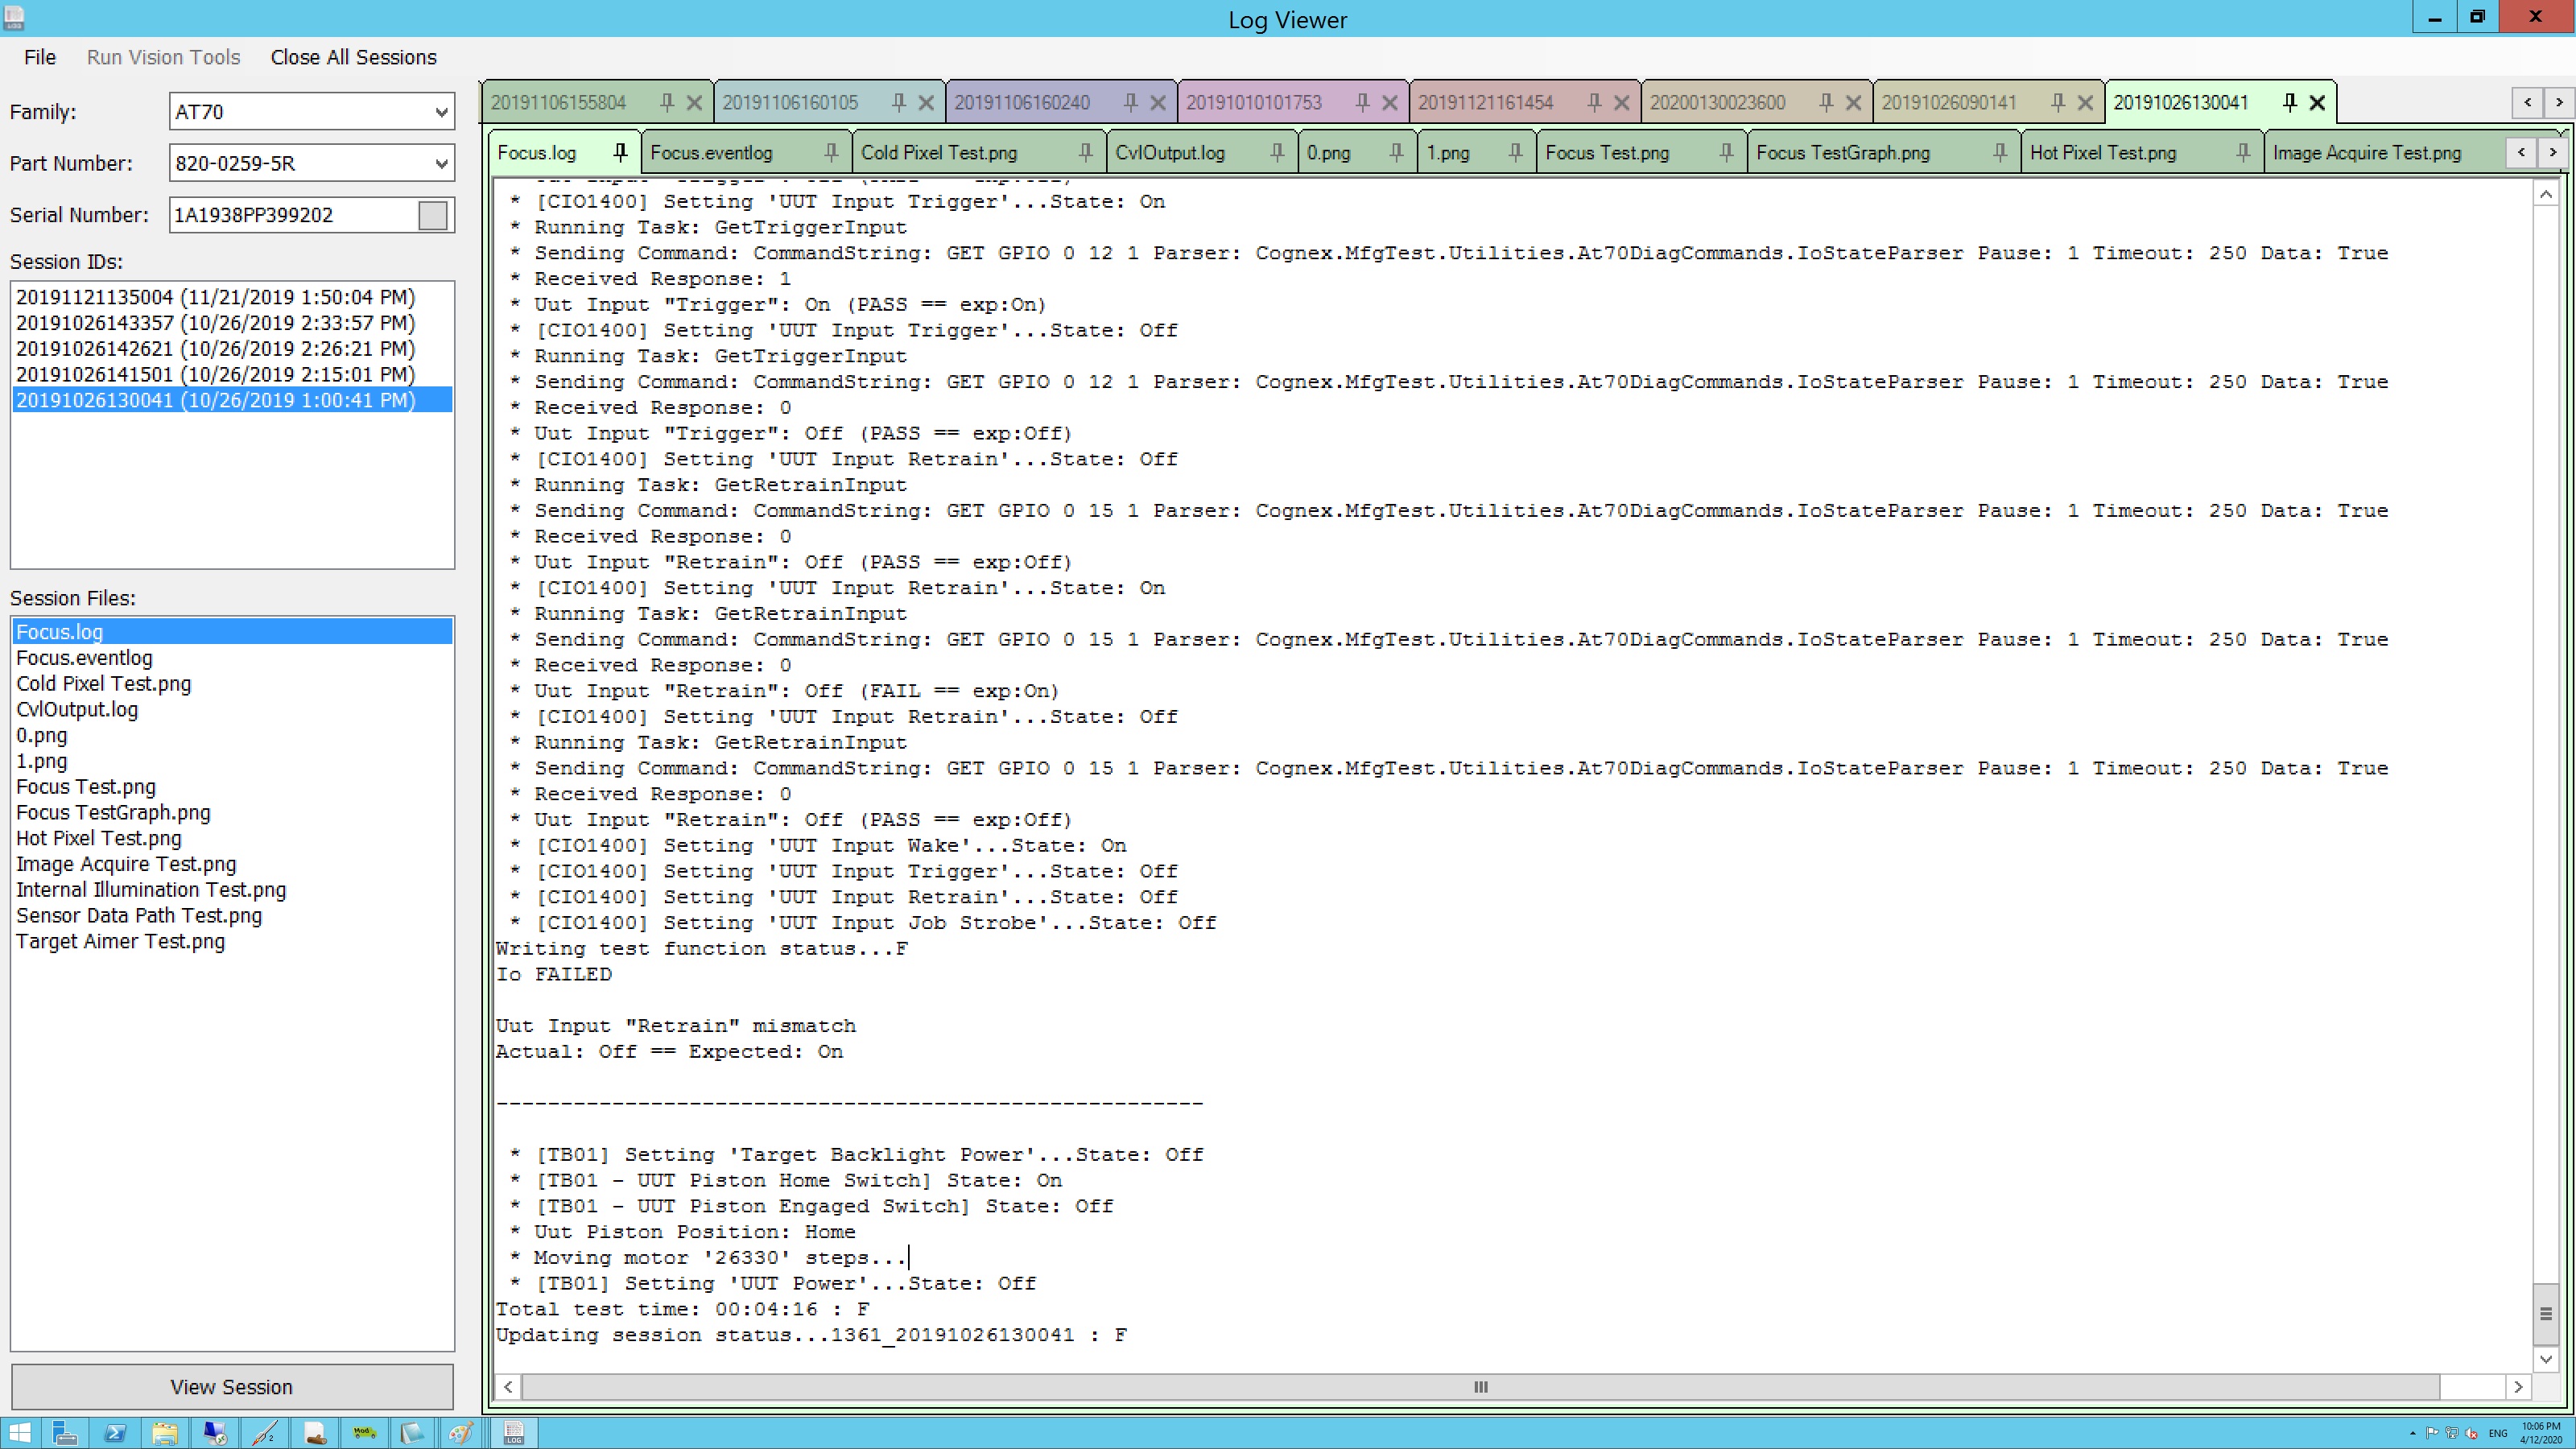 Log Viewer
File Run Vision Tools Close All Sessions
Family: AT70
Part Number: 820-0259-5R
Serial Number: 1A1938PP399202
Session IDs:
20191121135004 (11/21/2019 1:50:04 PM)
20191026143357 (10/26/2019 2:33:57 PM)
20191026142621 (10/26/2019 2:26:21 PM)
20191026141501 (10/26/2019 2:15:01 PM)
20191026130041 (10/26/2019 1:00:41 PM)
Session Files:
Focus.log
Focus.eventlog
Cold Pixel Test.png
CvlOutput.log
0.png
1.png
Focus Test.png
Focus TestGraph.png
Hot Pixel Test.png
Image Acquire Test.png
Internal Illumination Test.png
Sensor Data Path Test.png
Target Aimer Test.png
View Session
20191106155804 20191106160105 20191106160240 20191010101753 20191121161454 20200130023600 20191026090141 20191026130041
Focus.log Focus.eventlog Cold Pixel Test.png CvlOutput.log 0.png 1.png Focus Test.png Focus TestGraph.png Hot Pixel Test.png Image Acquire Test.png
* [CIO1400] Setting 'UUT Input Trigger'...State: On
* Running Task: GetTriggerInput
* Sending Command: CommandString: GET GPIO 0 12 1 Parser: Cognex.MfgTest.Utilities.At70DiagCommands.IoStateParser Pause: 1 Timeout: 250 Data: True
* Received Response: 1
* Uut Input "Trigger": On (PASS == exp:On)
* [CIO1400] Setting 'UUT Input Trigger'...State: Off
* Running Task: GetTriggerInput
* Sending Command: CommandString: GET GPIO 0 12 1 Parser: Cognex.MfgTest.Utilities.At70DiagCommands.IoStateParser Pause: 1 Timeout: 250 Data: True
* Received Response: 0
* Uut Input "Trigger": Off (PASS == exp:Off)
* [CIO1400] Setting 'UUT Input Retrain'...State: Off
* Running Task: GetRetrainInput
* Sending Command: CommandString: GET GPIO 0 15 1 Parser: Cognex.MfgTest.Utilities.At70DiagCommands.IoStateParser Pause: 1 Timeout: 250 Data: True
* Received Response: 0
* Uut Input "Retrain": Off (PASS == exp:Off)
* [CIO1400] Setting 'UUT Input Retrain'...State: On
* Running Task: GetRetrainInput
* Sending Command: CommandString: GET GPIO 0 15 1 Parser: Cognex.MfgTest.Utilities.At70DiagCommands.IoStateParser Pause: 1 Timeout: 250 Data: True
* Received Response: 0
* Uut Input "Retrain": Off (FAIL == exp:On)
* [CIO1400] Setting 'UUT Input Retrain'...State: Off
* Running Task: GetRetrainInput
* Sending Command: CommandString: GET GPIO 0 15 1 Parser: Cognex.MfgTest.Utilities.At70DiagCommands.IoStateParser Pause: 1 Timeout: 250 Data: True
* Received Response: 0
* Uut Input "Retrain": Off (PASS == exp:Off)
* [CIO1400] Setting 'UUT Input Wake'...State: On
* [CIO1400] Setting 'UUT Input Trigger'...State: Off
* [CIO1400] Setting 'UUT Input Retrain'...State: Off
* [CIO1400] Setting 'UUT Input Job Strobe'...State: Off
Writing test function status...F
Io FAILED
Uut Input "Retrain" mismatch
Actual: Off == Expected: On
-------------------------------------------------------
* [TB01] Setting 'Target Backlight Power'...State: Off
* [TB01 - UUT Piston Home Switch] State: On
* [TB01 - UUT Piston Engaged Switch] State: Off
* Uut Piston Position: Home
* Moving motor '26330' steps...
* [TB01] Setting 'UUT Power'...State: Off
Total test time: 00:04:16 : F
Updating session status...1361_20191026130041 : F
ENG
10:06 PM
4/12/2020